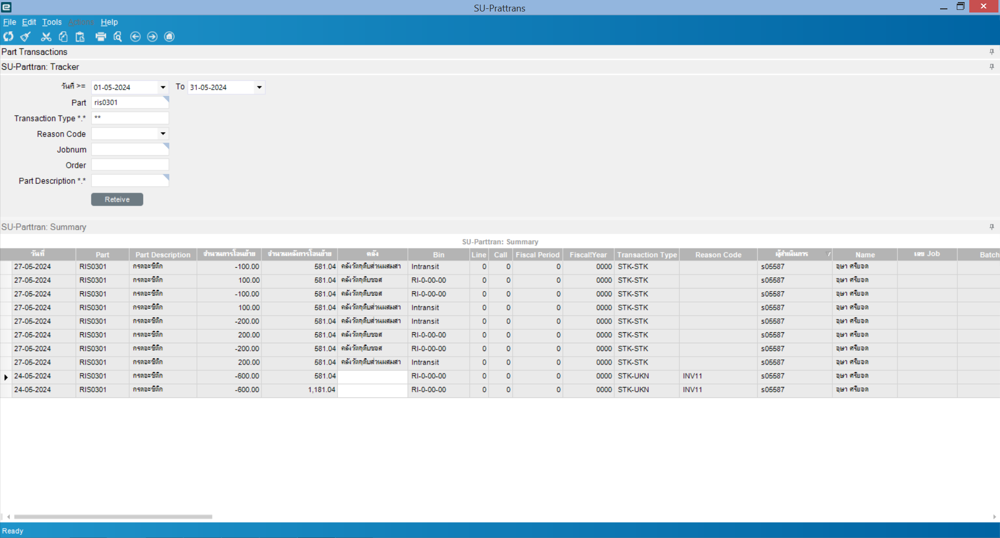 SU-Prattrans
File Edit Tools Actions Help
Part Transactions
SU-Parttran: Tracker
วันที่ >= 01-05-2024 To 31-05-2024
Part ris0301
Transaction Type *.* **
Reason Code
Jobnum
Order
Part Description *.*
Reteive
SU-Parttran: Summary
SU-Parttran: Summary
วันที่ Part Part Description จำนวนการโอนย้าย จำนวนหลังการโอนย้าย คลัง Bin Line Call Fiscal Period Fiscal!Year Transaction Type Reason Code ผู้ดำเนินการ Name เลข Job Batch
27-05-2024 RIS0301 กรดอะซิติก -100.00 581.04 คลังวัตถุดิบส่วนผสมสา Intransit 0 0 0 0000 STK-STK s05587 อุษา ศรียอด
27-05-2024 RIS0301 กรดอะซิติก 100.00 581.04 คลังวัตถุดิบซอส RI-0-00-00 0 0 0 0000 STK-STK s05587 อุษา ศรียอด
27-05-2024 RIS0301 กรดอะซิติก -100.00 581.04 คลังวัตถุดิบซอส RI-0-00-00 0 0 0 0000 STK-STK s05587 อุษา ศรียอด
27-05-2024 RIS0301 กรดอะซิติก 100.00 581.04 คลังวัตถุดิบส่วนผสมสา Intransit 0 0 0 0000 STK-STK s05587 อุษา ศรียอด
27-05-2024 RIS0301 กรดอะซิติก -200.00 581.04 คลังวัตถุดิบส่วนผสมสา Intransit 0 0 0 0000 STK-STK s05587 อุษา ศรียอด
27-05-2024 RIS0301 กรดอะซิติก 200.00 581.04 คลังวัตถุดิบซอส RI-0-00-00 0 0 0 0000 STK-STK s05587 อุษา ศรียอด
27-05-2024 RIS0301 กรดอะซิติก -200.00 581.04 คลังวัตถุดิบซอส RI-0-00-00 0 0 0 0000 STK-STK s05587 อุษา ศรียอด
27-05-2024 RIS0301 กรดอะซิติก 200.00 581.04 คลังวัตถุดิบส่วนผสมสา Intransit 0 0 0 0000 STK-STK s05587 อุษา ศรียอด
24-05-2024 RIS0301 กรดอะซิติก -600.00 581.04 RI-0-00-00 0 0 0 0000 STK-UKN INV11 s05587 อุษา ศรียอด
24-05-2024 RIS0301 กรดอะซิติก -600.00 1,181.04 RI-0-00-00 0 0 0 0000 STK-UKN INV11 s05587 อุษา ศรียอด
Ready